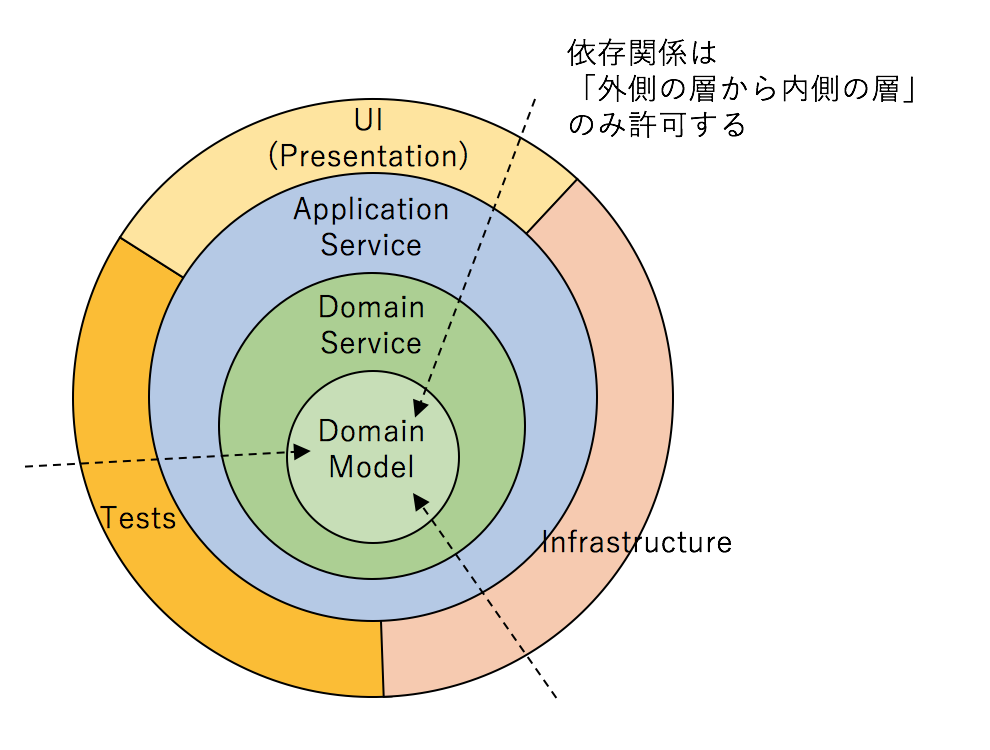 依存関係は
「外側の層から内側の層」
のみ許可する
UI
(Presentation)
Application
Service
Domain
Service
Domain
Model
Tests
Infrastructure